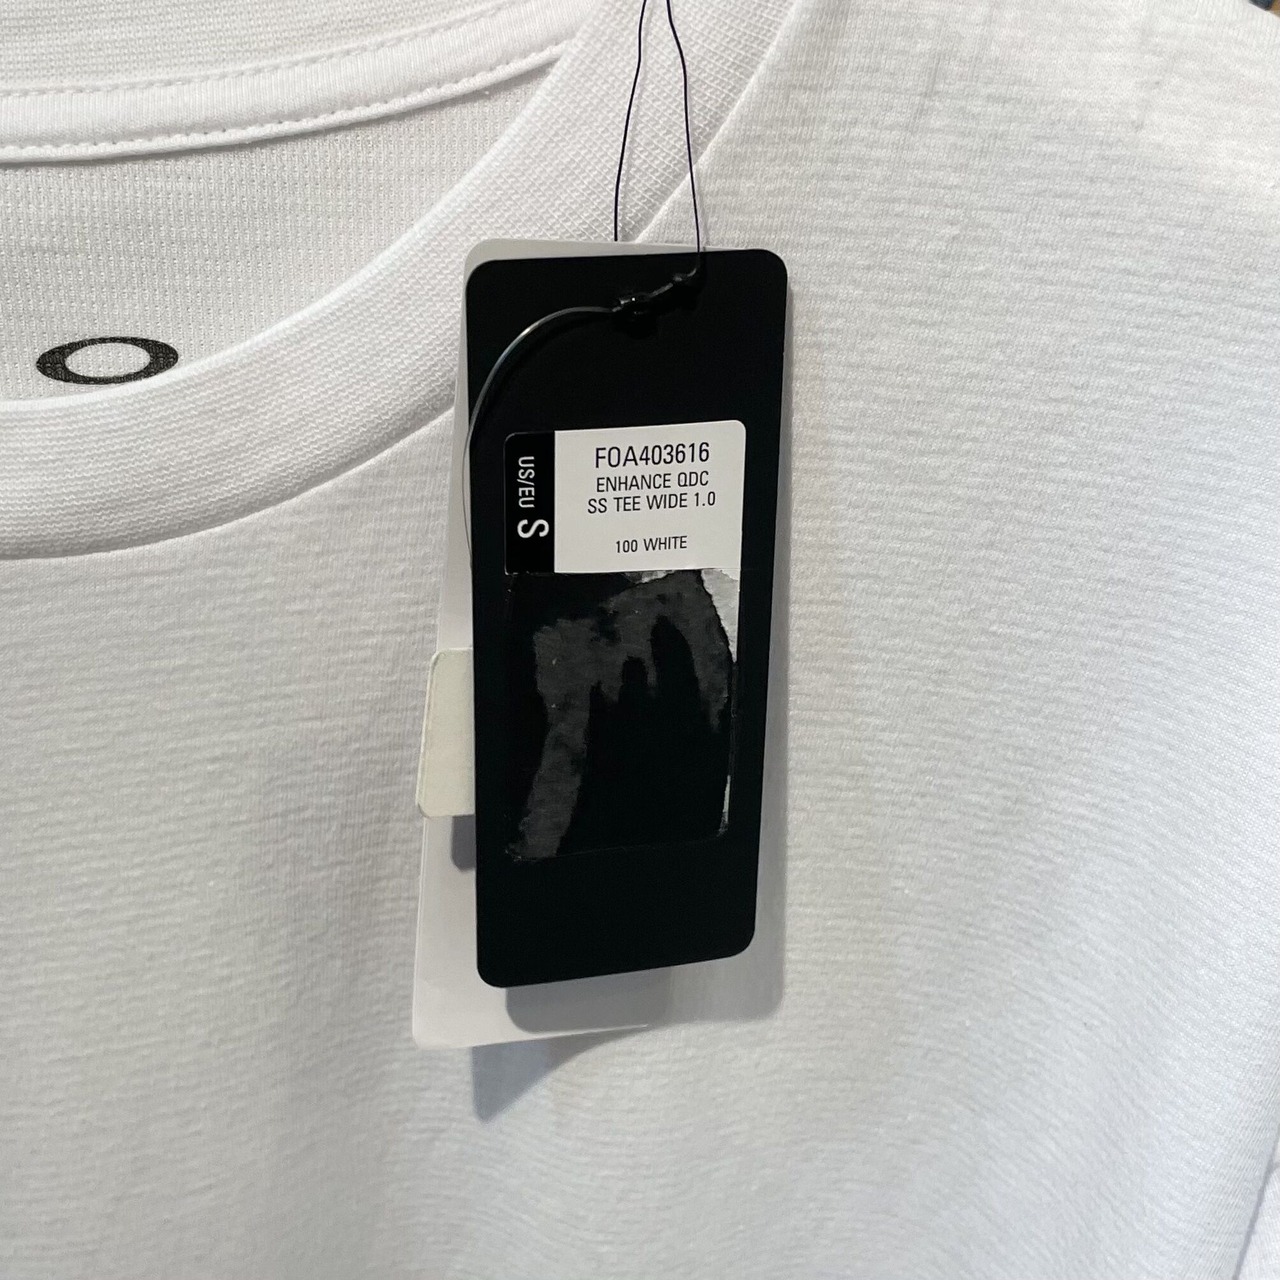 FOA403616
ENHANCE QDC
SS TEE WIDE 1.0
100 WHITE
US/EU S